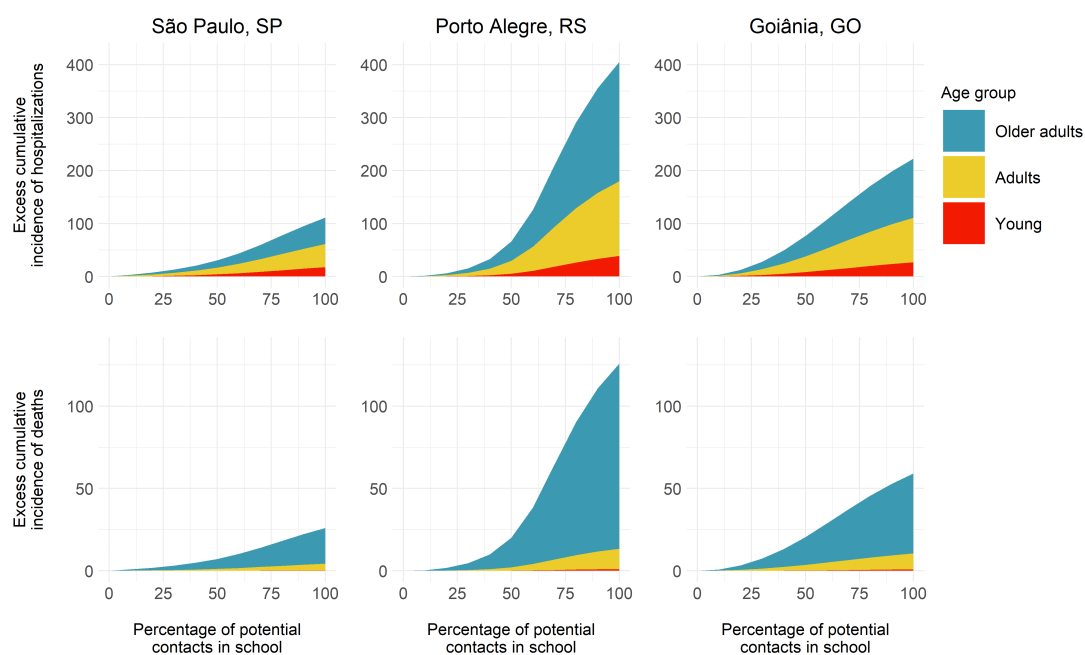 São Paulo, SP
Porto Alegre, RS
Goiânia, GO
Excess cumulative
incidence of hospitalizations
400
300
200
100
0
0 25 50 75 100
400
300
200
100
0
0 25 50 75 100
400
300
200
100
0
0 25 50 75 100
Age group
Older adults
Adults
Young
Excess cumulative
incidence of deaths
100
50
0
0 25 50 75 100
100
50
0
0 25 50 75 100
100
50
0
0 25 50 75 100
Percentage of potential
contacts in school
Percentage of potential
contacts in school
Percentage of potential
contacts in school